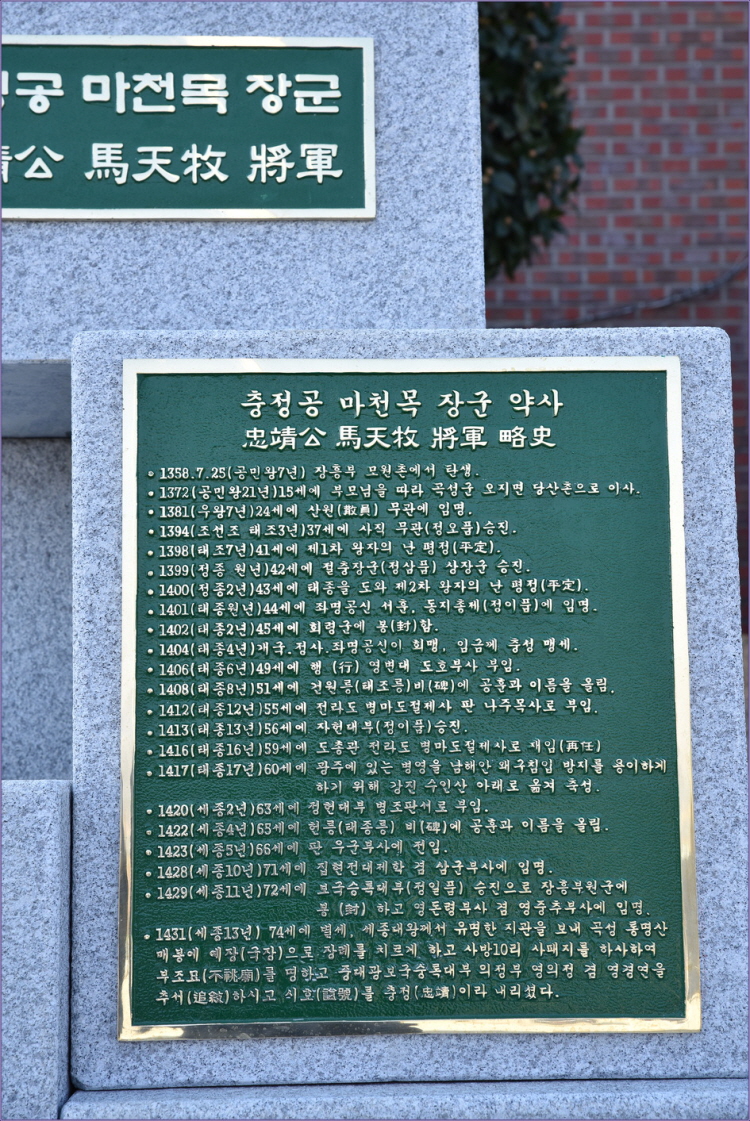 공 마천목 장군
靖公 馬天牧 將軍
충정공 마천목 장군 약사
忠靖公 馬天牧 將軍 略史
1358.7.25(공민왕7년) 장흥부 모원촌에서 탄생.
1372(공민왕21년)15세에 부모님을 따라 곡성군 오지면 당산촌으로 이사.
1381(우왕7년)24세에 산원(散員) 무관에 임명.
1394(조선조 태조3년)37세에 사직 무관(정오품)승진.
1398(태조7년)41세에 제1차 왕자의 난 평정(平定).
1399(정종 원년)42세에 절충장군(정삼품) 상장군 승진.
1400(정종2년)43세에 태종을 도와 제2차 왕자의 난 평정(平定).
1401(태종원년)44세에 좌명공신 서훈, 동지총제(정이품)에 임명.
1402(태종2년)45세에 회령군에 봉(封)함.
1404(태종4년)개국.정사.좌명공신이 회맹, 임금께 충성 맹세.
1406(태종6년)49세에 행 (行) 영변대 도호부사 부임.
1408(태종8년)51세에 건원릉(태조릉)비(碑)에 공훈과 이름을 올림.
1412(태종12년)55세에 전라도 병마도절제사 판 나주목사로 부임.
1413(태종13년)56세에 자헌대부(정이품)승진.
1416(태종16년)59세에 도총관 전라도 병마도절제사로 재임(再任)
1417(태종17년)60세에 광주에 있는 병영을 남해안 왜구침입 방지를 용이하게
하기 위해 강진 수인산 아래로 옮겨 축성.
1420(세종2년)63세에 정헌대부 병조판서로 부임.
1422(세종4년)65세에 헌릉(태종릉) 비(碑)에 공훈과 이름을 올림.
1423(세종5년)66세에 판 우군부사에 전임.
1428(세종10년)71세에 집현전대제학 겸 삼군부사에 임명.
1429(세종11년)72세에 보국숭록대부(정일품) 승진으로 장흥부원군에
봉 (封) 하고 영돈령부사 겸 영중추부사에 임명.
1431(세종13년) 74세에 별세, 세종대왕께서 유명한 지관을 보내 곡성 통명산
매봉에 예장(국장)으로 장례를 치르게 하고 사방10리 사패지를 하사하여
부조묘(不祧廟)를 명하고 증대광보국숭록대부 의정부 영의정 겸 영경연을
추서(追敍)하시고 시호(諡號)를 충정(忠靖)이라 내리셨다.